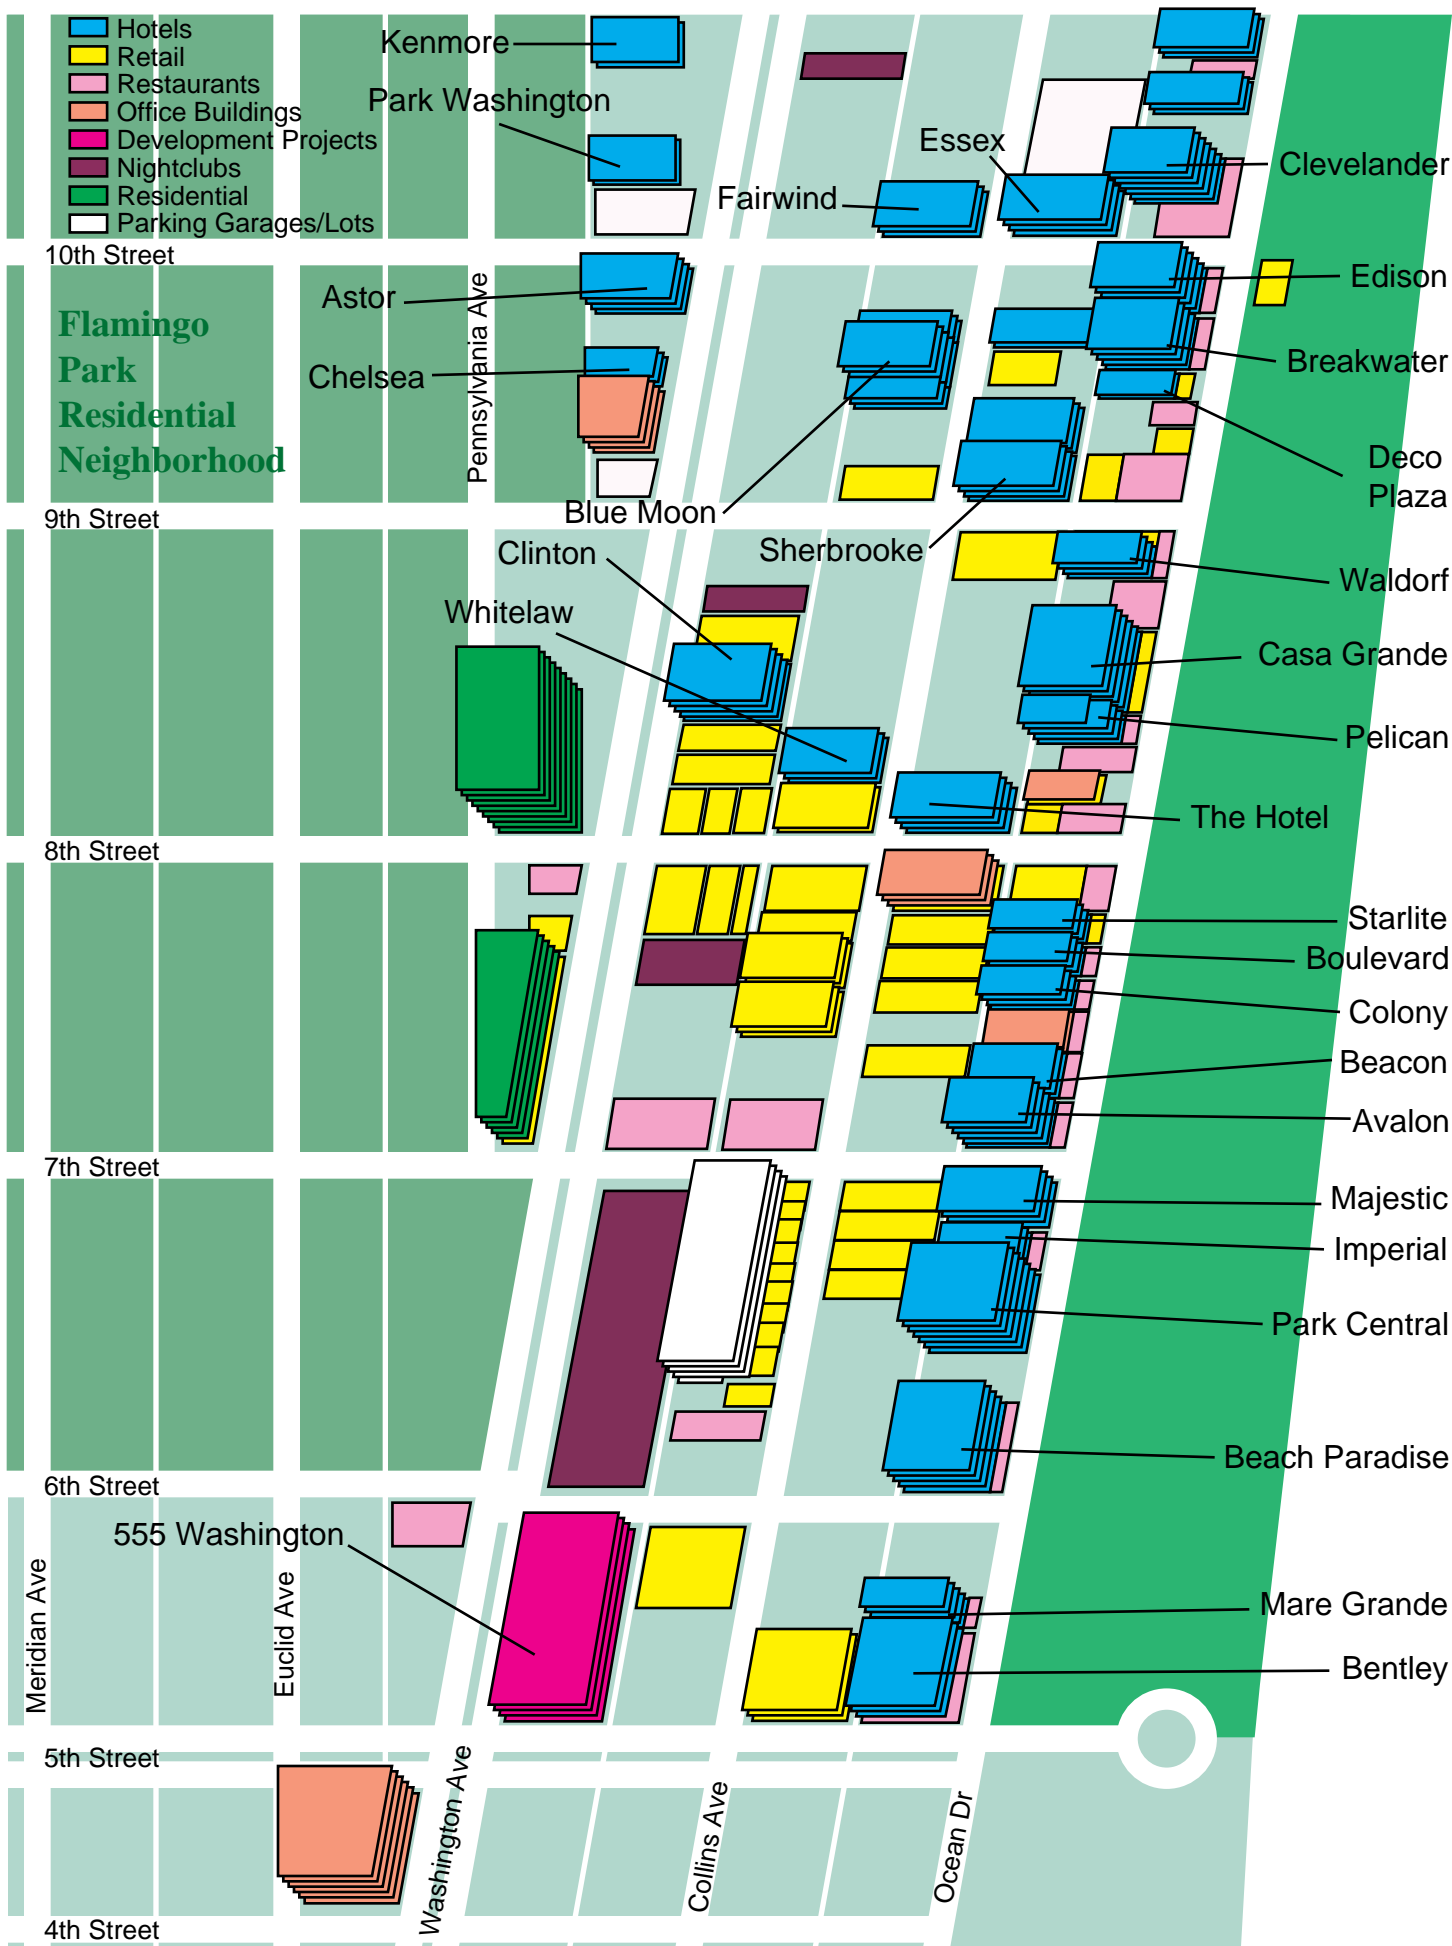 Hotels
Retail
Restaurants
Office Buildings
Development Projects
Nightclubs
Residential
Parking Garages/Lots
Kenmore
Park Washington
Essex
Fairwind
Clevelander
10th Street
Flamingo
Park
Residential
Neighborhood
Pennsylvania Ave
Astor
Chelsea
Edison
Breakwater
Deco
Plaza
Blue Moon
Sherbrooke
9th Street
Clinton
Whitelaw
Waldorf
Casa Grande
Pelican
The Hotel
8th Street
Starlite
Boulevard
Colony
Beacon
Avalon
7th Street
Majestic
Imperial
Park Central
Beach Paradise
6th Street
555 Washington
Meridian Ave
Euclid Ave
Mare Grande
Bentley
5th Street
Washington Ave
Collins Ave
Ocean Dr
4th Street